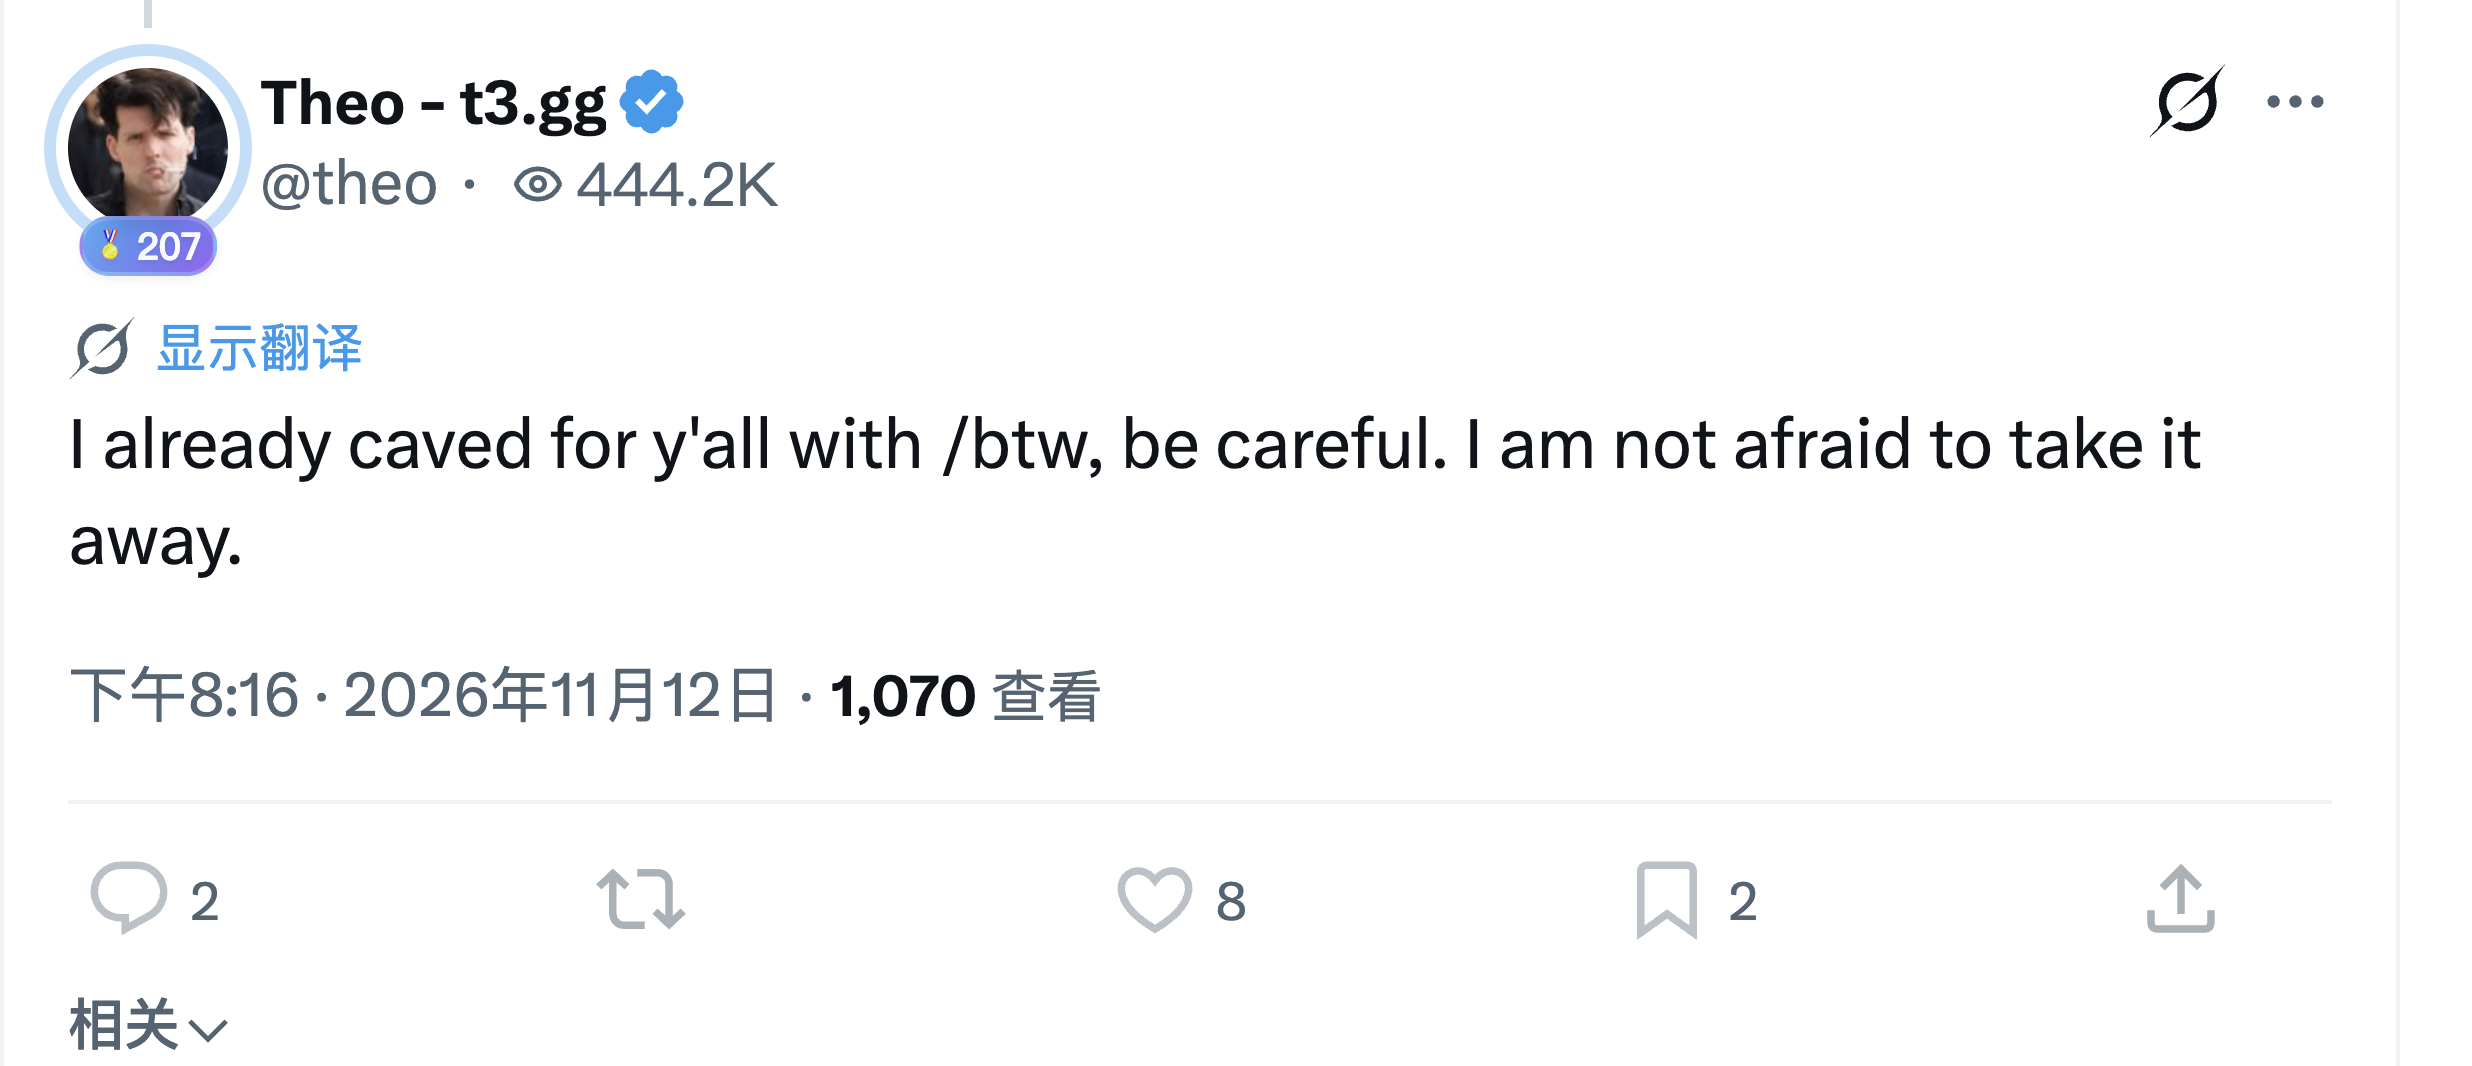 Theo - t3.gg
@theo · 444.2K
207
显示翻译
I already caved for y'all with /btw, be careful. I am not afraid to take it
away.
下午8:16 · 2026年11月12日 · 1,070 查看
2 8 2
相关